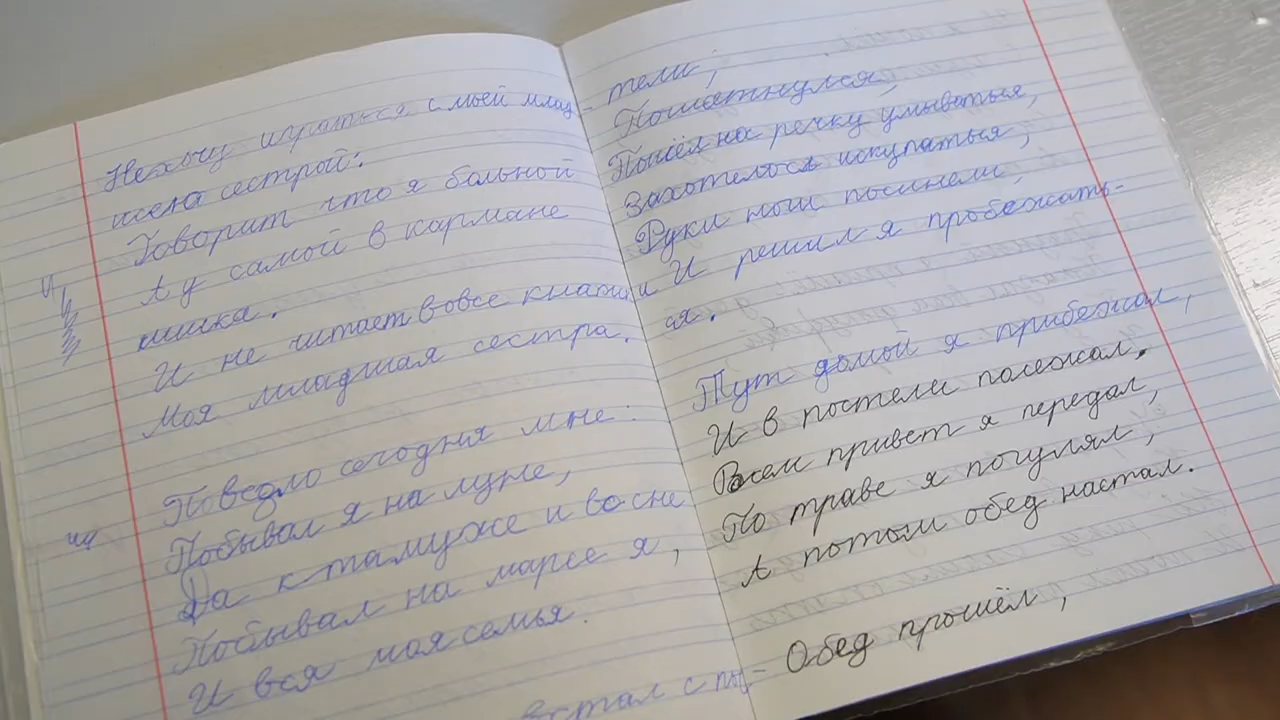 Не хочу играться с моей млад-
шела сестрой:
Говорит что я больной
А у самой в кармане
шишка.
И не читает вовсе книжки
Моя младшая сестра.
Повезло сегодня мне:
Побывал я на луне,
Да к тамуже и во сне
Побывал на марсе я,
И вся моя семья.
встал с
тели;
Пошатнулся,
Пошёл на речку умываться,
Захотелось искупаться,
Руки мои посинели,
И решил я пробежать-
ся.
Тут домой я прибежал,
И в постели полежал,
Всем привет я передал,
По траве я погулял,
А потом обед настал.
Обед прошёл,